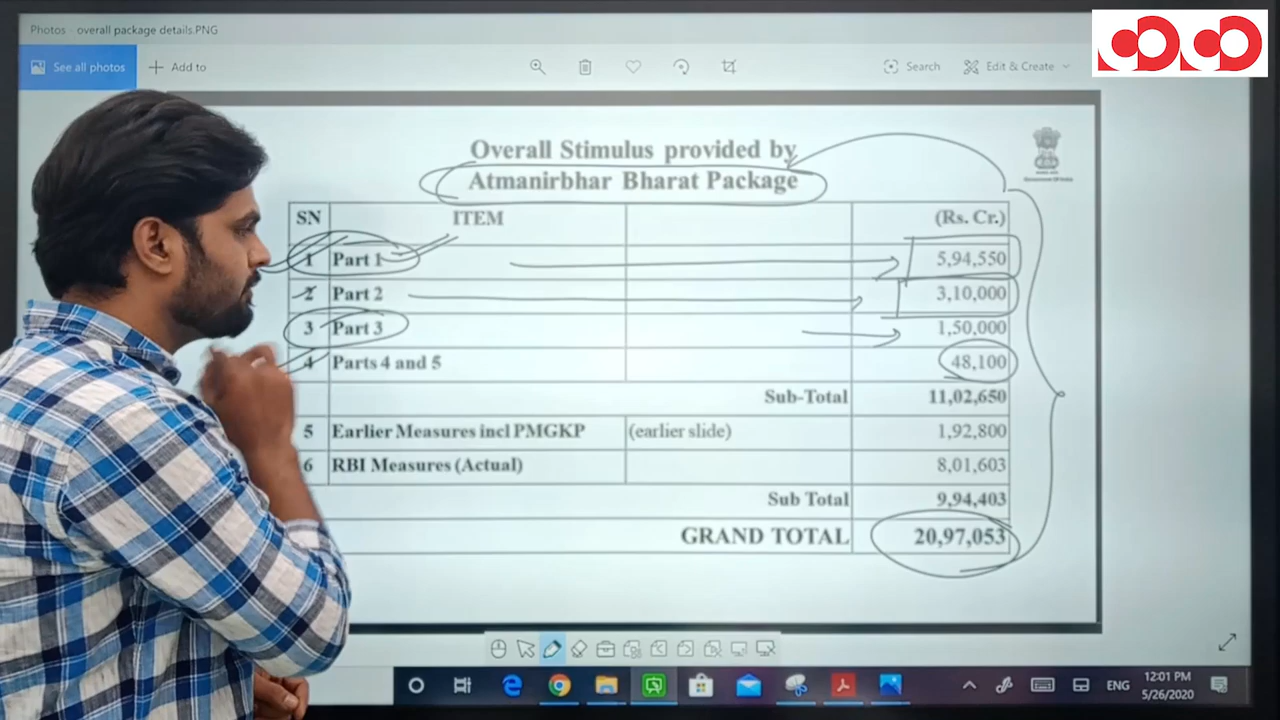 Photos - overall package details.PNG
See all photos + Add to Search Edit & Create
Overall Stimulus provided by
Atmanirbhar Bharat Package
SN ITEM (Rs. Cr.)
1 Part 1 5,94,550
2 Part 2 3,10,000
3 Part 3 1,50,000
4 Parts 4 and 5 48,100
Sub-Total 11,02,650
5 Earlier Measures incl PMGKP (earlier slide) 1,92,800
6 RBI Measures (Actual) 8,01,603
Sub Total 9,94,403
GRAND TOTAL 20,97,053
ENG 12:01 PM
5/26/2020